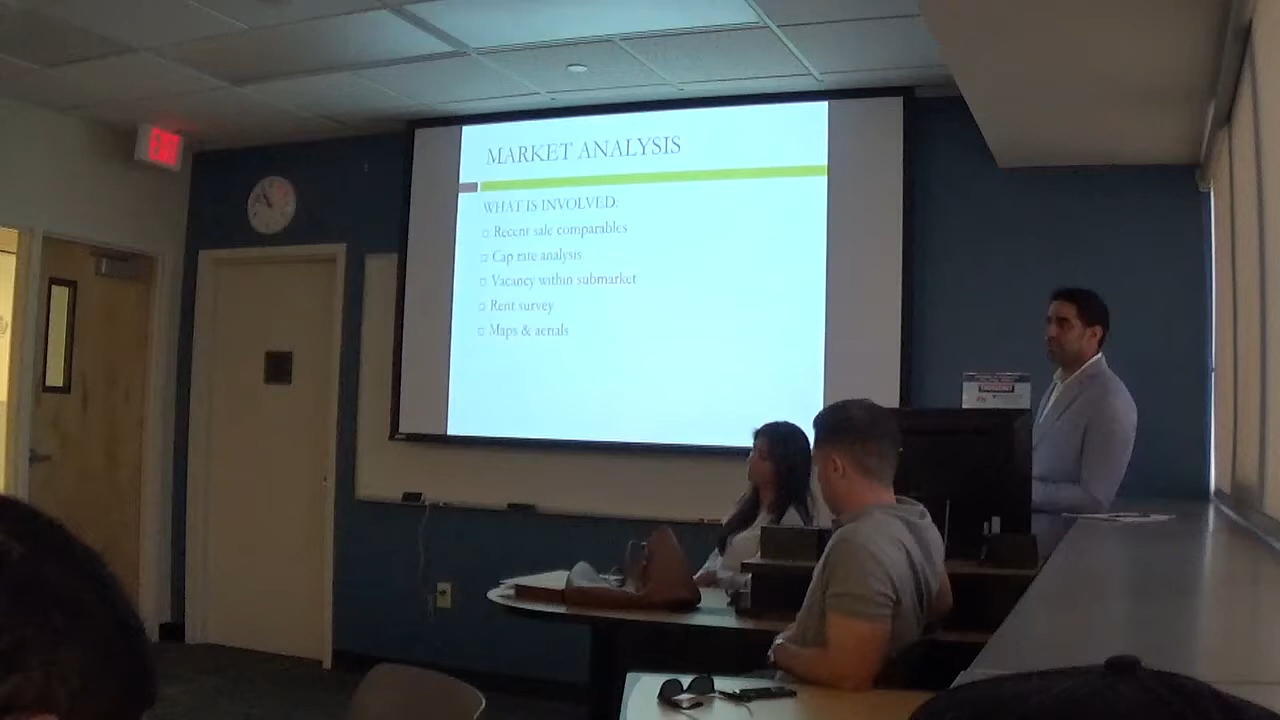 EXIT
MARKET ANALYSIS
WHAT IS INVOLVED:
Recent sale comparables
Cap rate analysis
Vacancy within submarket
Rent survey
Maps & aerials